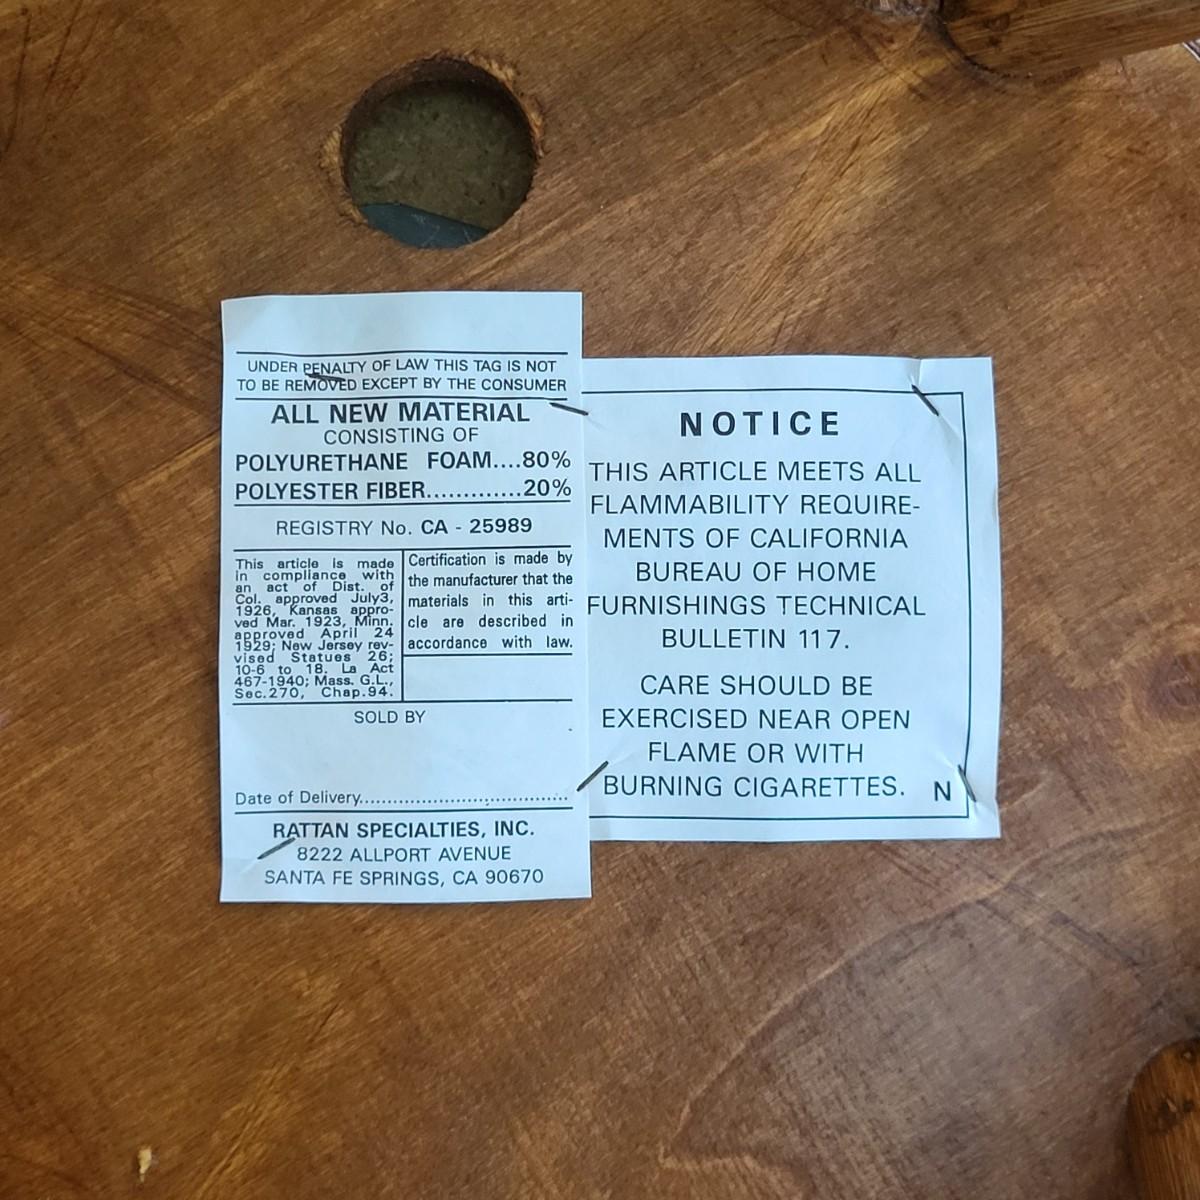 UNDER PENALTY OF LAW THIS TAG IS NOT
TO BE REMOVED EXCEPT BY THE CONSUMER
ALL NEW MATERIAL
CONSISTING OF
POLYURETHANE FOAM....80%
POLYESTER FIBER.............20%
REGISTRY No. CA - 25989
This article is made
in compliance with
an act of Dist. of
Col. approved July3,
1926, Kansas appro-
ved Mar. 1923, Minn.
approved April 24
1929; New Jersey rev-
vised Statues 26;
10-6 to 18. La Act
467-1940; Mass. G.L.,
Sec.270, Chap.94.
Certification is made by
the manufacturer that the
materials in this arti-
cle are described in
accordance with law.
SOLD BY
Date of Delivery......................................
RATTAN SPECIALTIES, INC.
8222 ALLPORT AVENUE
SANTA FE SPRINGS, CA 90670
NOTICE
THIS ARTICLE MEETS ALL
FLAMMABILITY REQUIRE-
MENTS OF CALIFORNIA
BUREAU OF HOME
FURNISHINGS TECHNICAL
BULLETIN 117.
CARE SHOULD BE
EXERCISED NEAR OPEN
FLAME OR WITH
BURNING CIGARETTES.
N